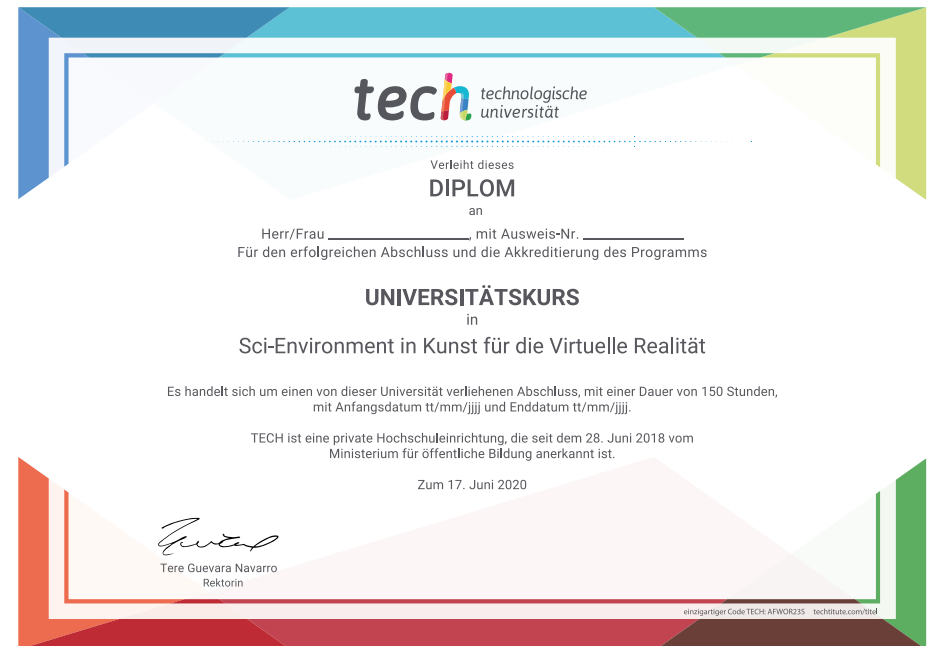 tech technologische
universität
Verleiht dieses
DIPLOM
an
Herr/Frau ____________________, mit Ausweis-Nr. ______________
Für den erfolgreichen Abschluss und die Akkreditierung des Programms
UNIVERSITÄTSKURS
in
Sci-Environment in Kunst für die Virtuelle Realität
Es handelt sich um einen von dieser Universität verliehenen Abschluss, mit einer Dauer von 150 Stunden,
mit Anfangsdatum tt/mm/jjjj und Enddatum tt/mm/jjjj.
TECH ist eine private Hochschuleinrichtung, die seit dem 28. Juni 2018 vom
Ministerium für öffentliche Bildung anerkannt ist.
Zum 17. Juni 2020
Tere Guevara Navarro
Rektorin
einzigartiger Code TECH: AFWOR23S techtitute.com/titel